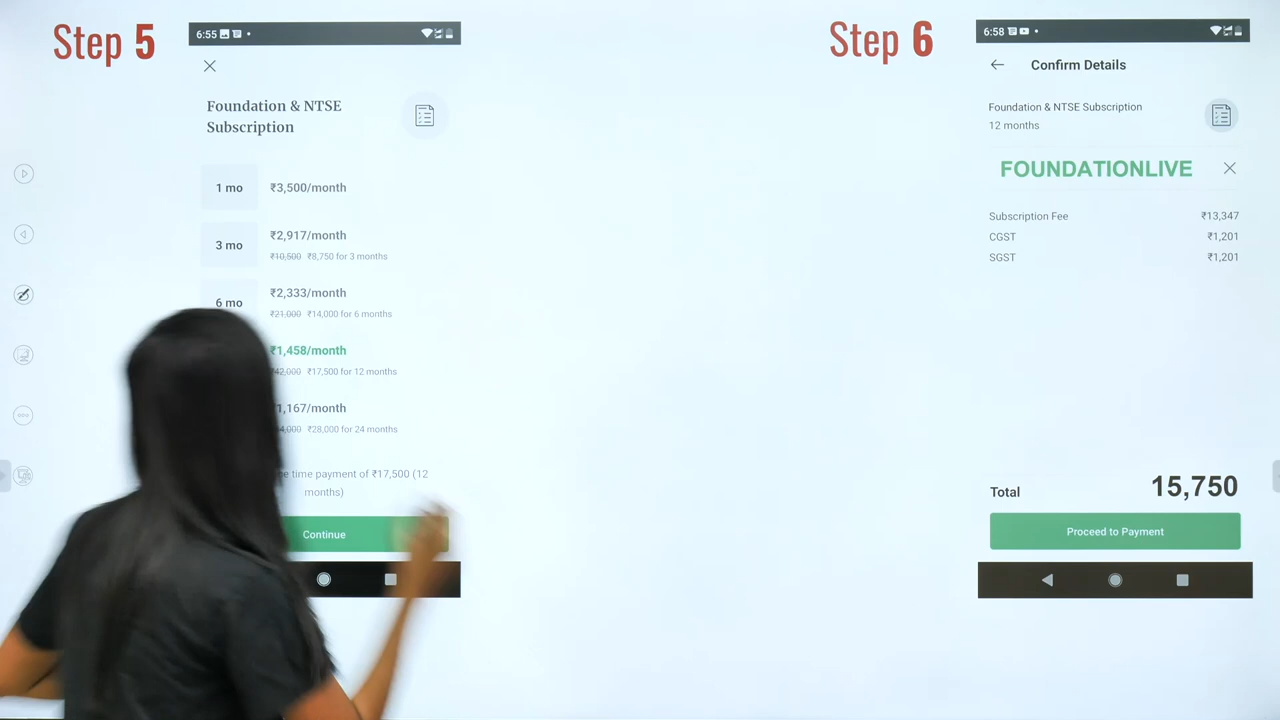 Step 5
6:55
Foundation & NTSE
Subscription
1 mo ₹3,500/month
3 mo ₹2,917/month
₹10,500 ₹8,750 for 3 months
6 mo ₹2,333/month
₹21,000 ₹14,000 for 6 months
₹1,458/month
₹42,000 ₹17,500 for 12 months
1,167/month
₹28,000 for 24 months
time payment of ₹17,500 (12
months)
Continue
Step 6
6:58
Confirm Details
Foundation & NTSE Subscription
12 months
FOUNDATIONLIVE
Subscription Fee ₹13,347
CGST ₹1,201
SGST ₹1,201
Total 15,750
Proceed to Payment